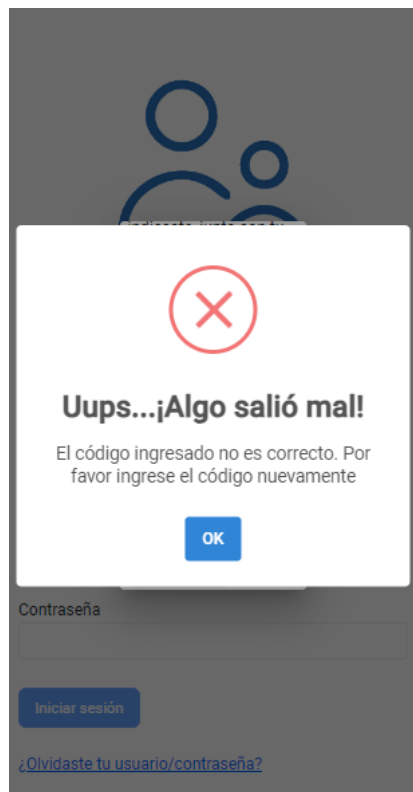 Uups...¡Algo salió mal!
El código ingresado no es correcto. Por
favor ingrese el código nuevamente
OK
Contraseña
Iniciar sesión
¿Olvidaste tu usuario/contraseña?